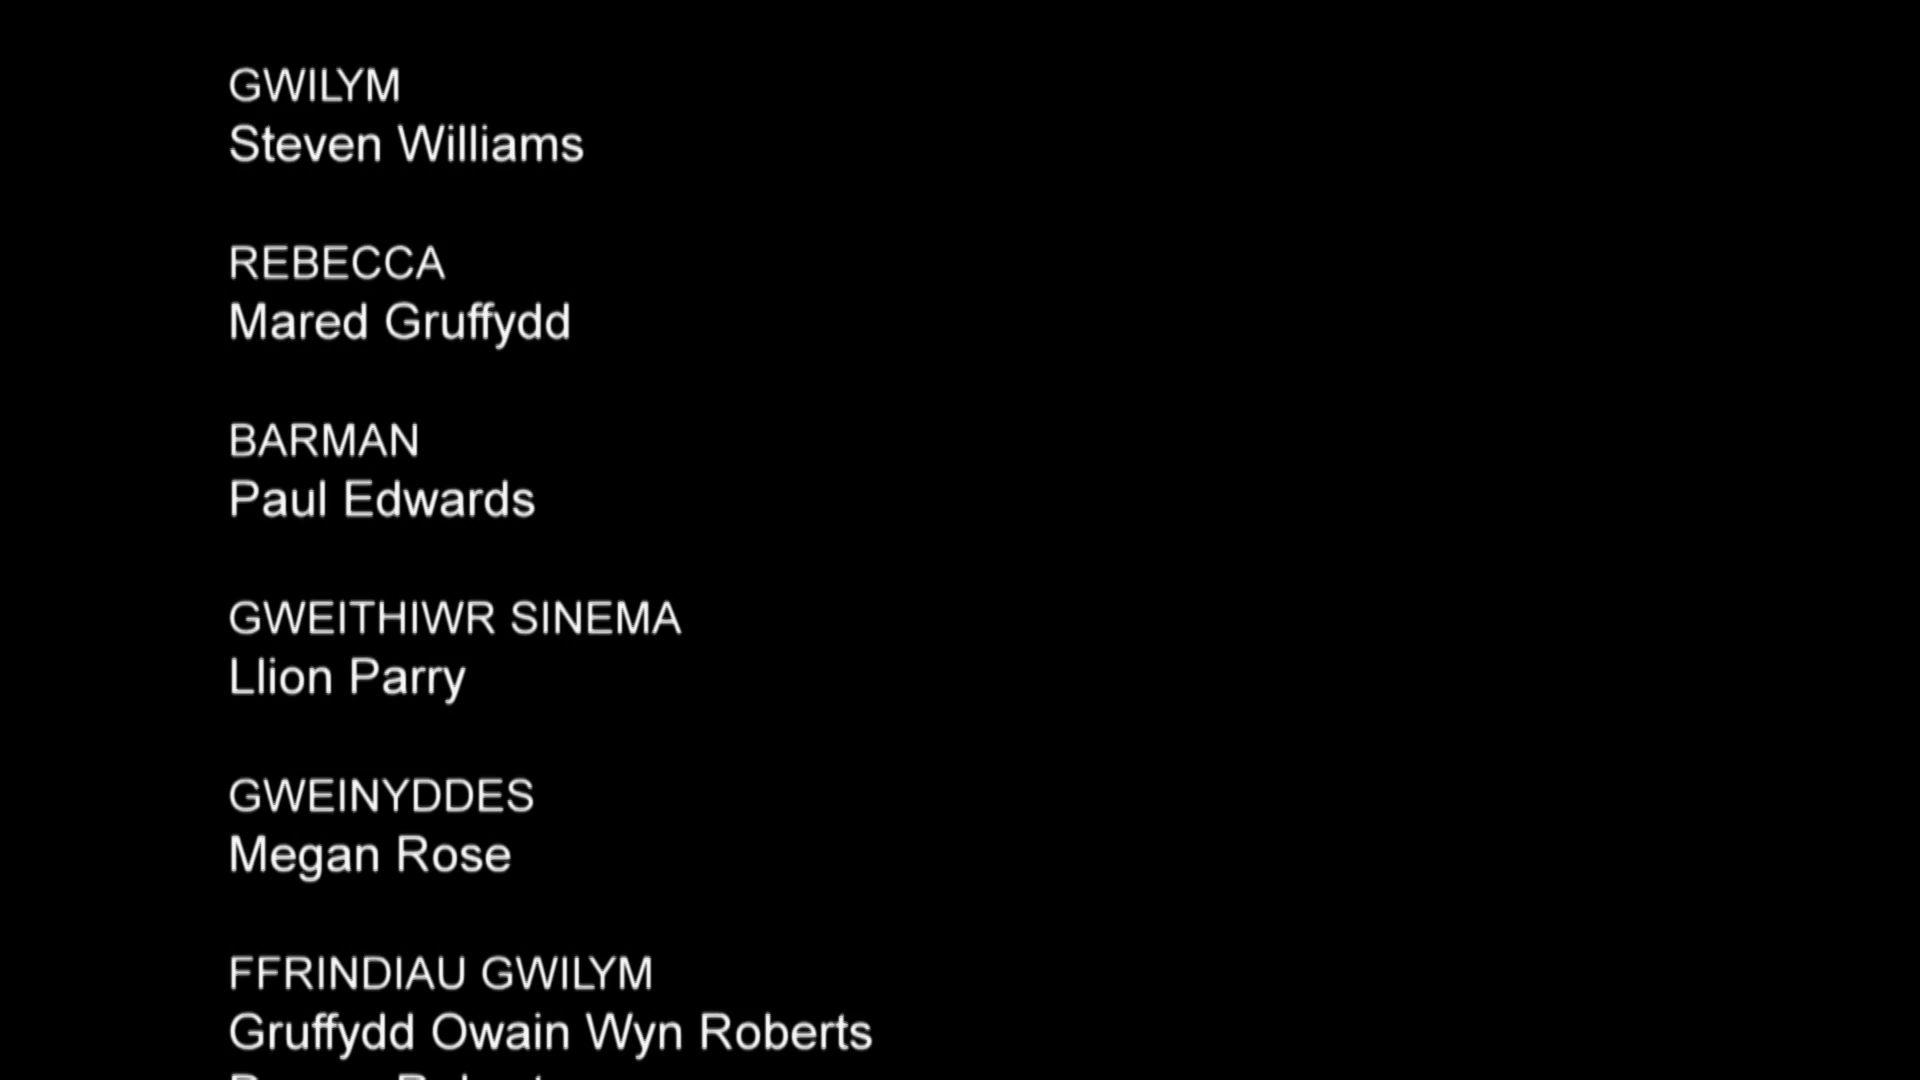 GWILYM
Steven Williams
REBECCA
Mared Gruffydd
BARMAN
Paul Edwards
GWEITHIWR SINEMA
Llion Parry
GWEINYDDES
Megan Rose
FFRINDIAU GWILYM
Gruffydd Owain Wyn Roberts